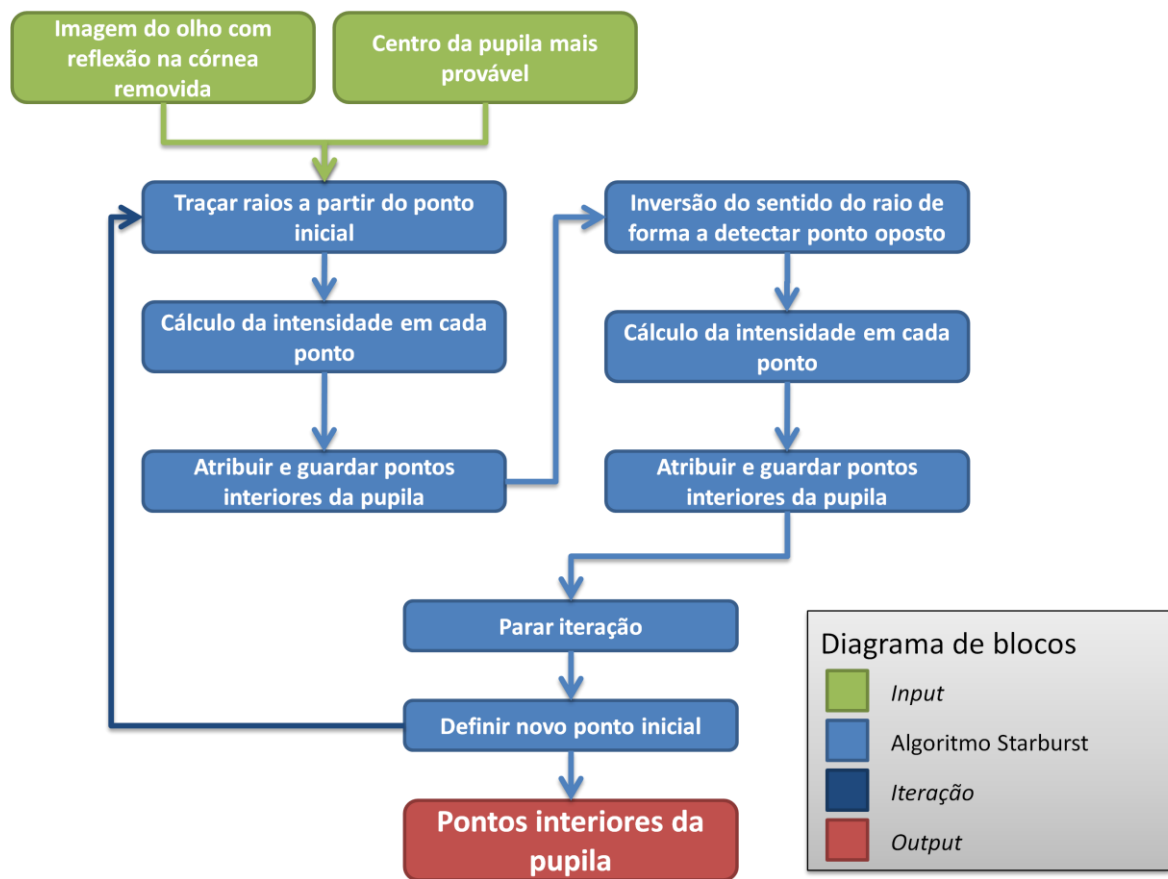 Imagem do olho com
reflexão na córnea
removida
Centro da pupila mais
provável
Traçar raios a partir do ponto
inicial
Cálculo da intensidade em cada
ponto
Atribuir e guardar pontos
interiores da pupila
Inversão do sentido do raio de
forma a detectar ponto oposto
Cálculo da intensidade em cada
ponto
Atribuir e guardar pontos
interiores da pupila
Parar iteração
Definir novo ponto inicial
Pontos interiores da
pupila
Diagrama de blocos
Input
Algoritmo Starburst
Iteração
Output